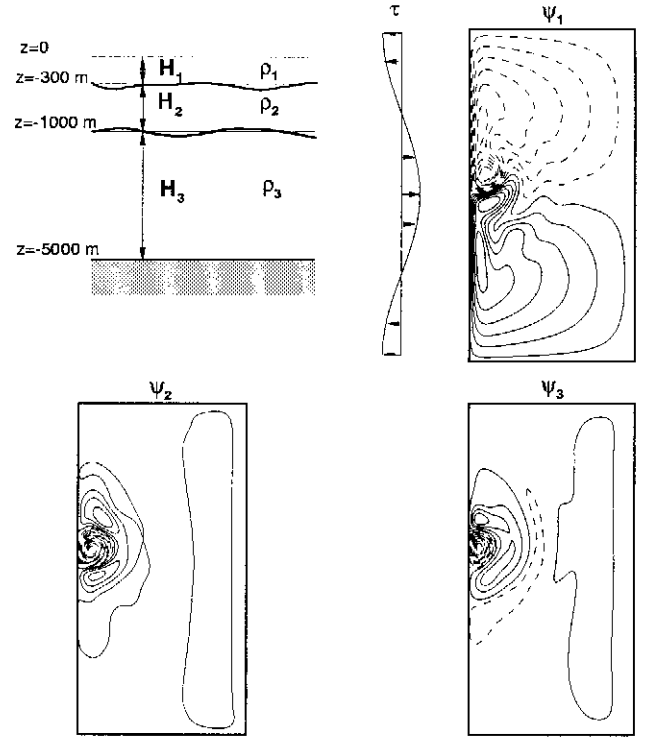 z=0
H₁ ρ₁
z=-300 m
H₂ ρ₂
z=-1000 m
H₃ ρ₃
z=-5000 m
τ
ψ₁
ψ₂
ψ₃